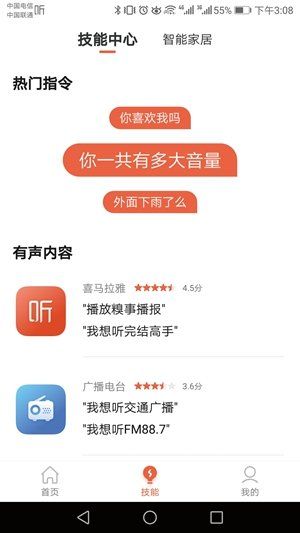 中国电信
中国联通 听
55% 下午3:08
技能中心 智能家居
热门指令
你喜欢我吗
你一共有多大音量
外面下雨了么
有声内容
听
喜马拉雅 4.5分
"播放糗事播报"
"我想听完结高手"
广播电台 3.6分
"我想听交通广播"
"我想听FM88.7"
首页 技能 我的